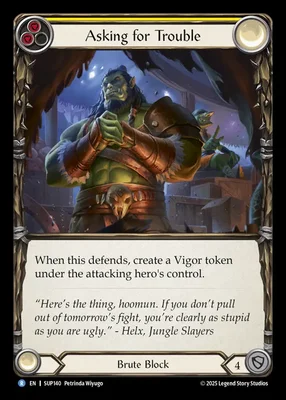 Asking for Trouble
When this defends, create a Vigor token
under the attacking hero's control.
“Here's the thing, hoomun. If you don't pull
out of tomorrow's fight, you're clearly as stupid
as you are ugly.” - Helx, Jungle Slayers
Brute Block
4
R EN | SUP140 Petrinda Wiyugo
©2025 Legend Story Studios